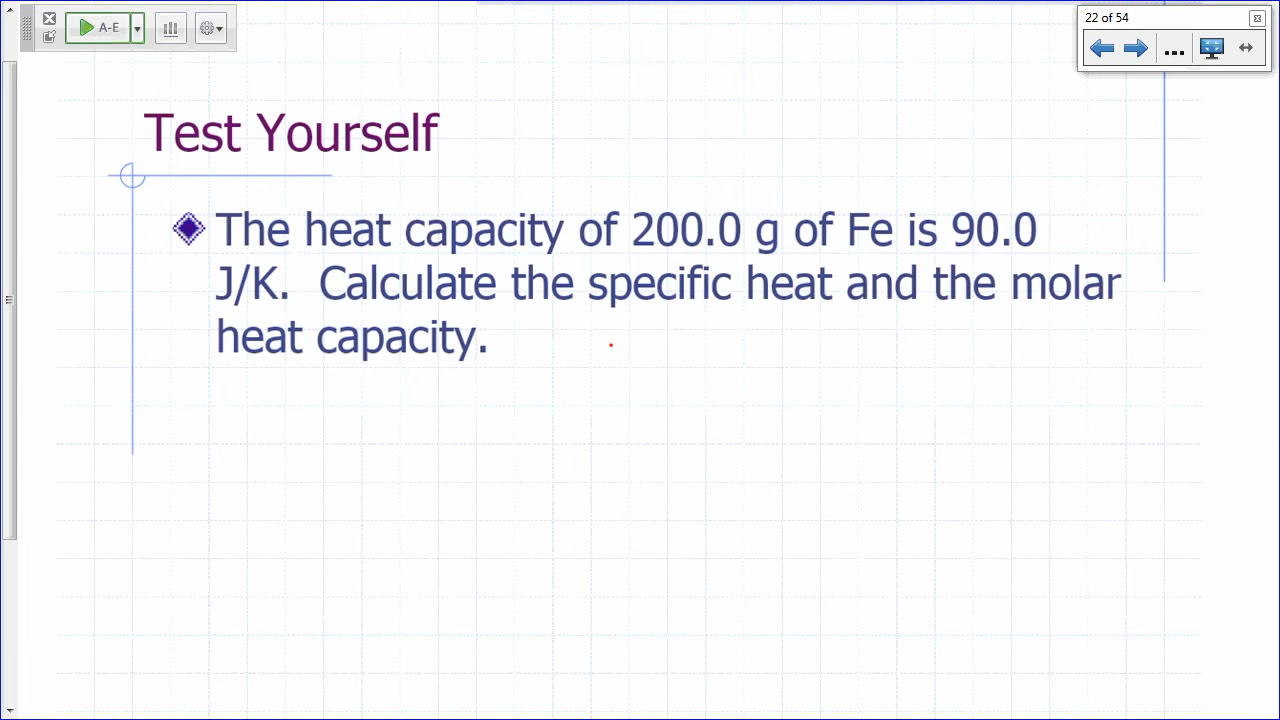 A-E
22 of 54
...
Test Yourself
The heat capacity of 200.0 g of Fe is 90.0
J/K. Calculate the specific heat and the molar
heat capacity.